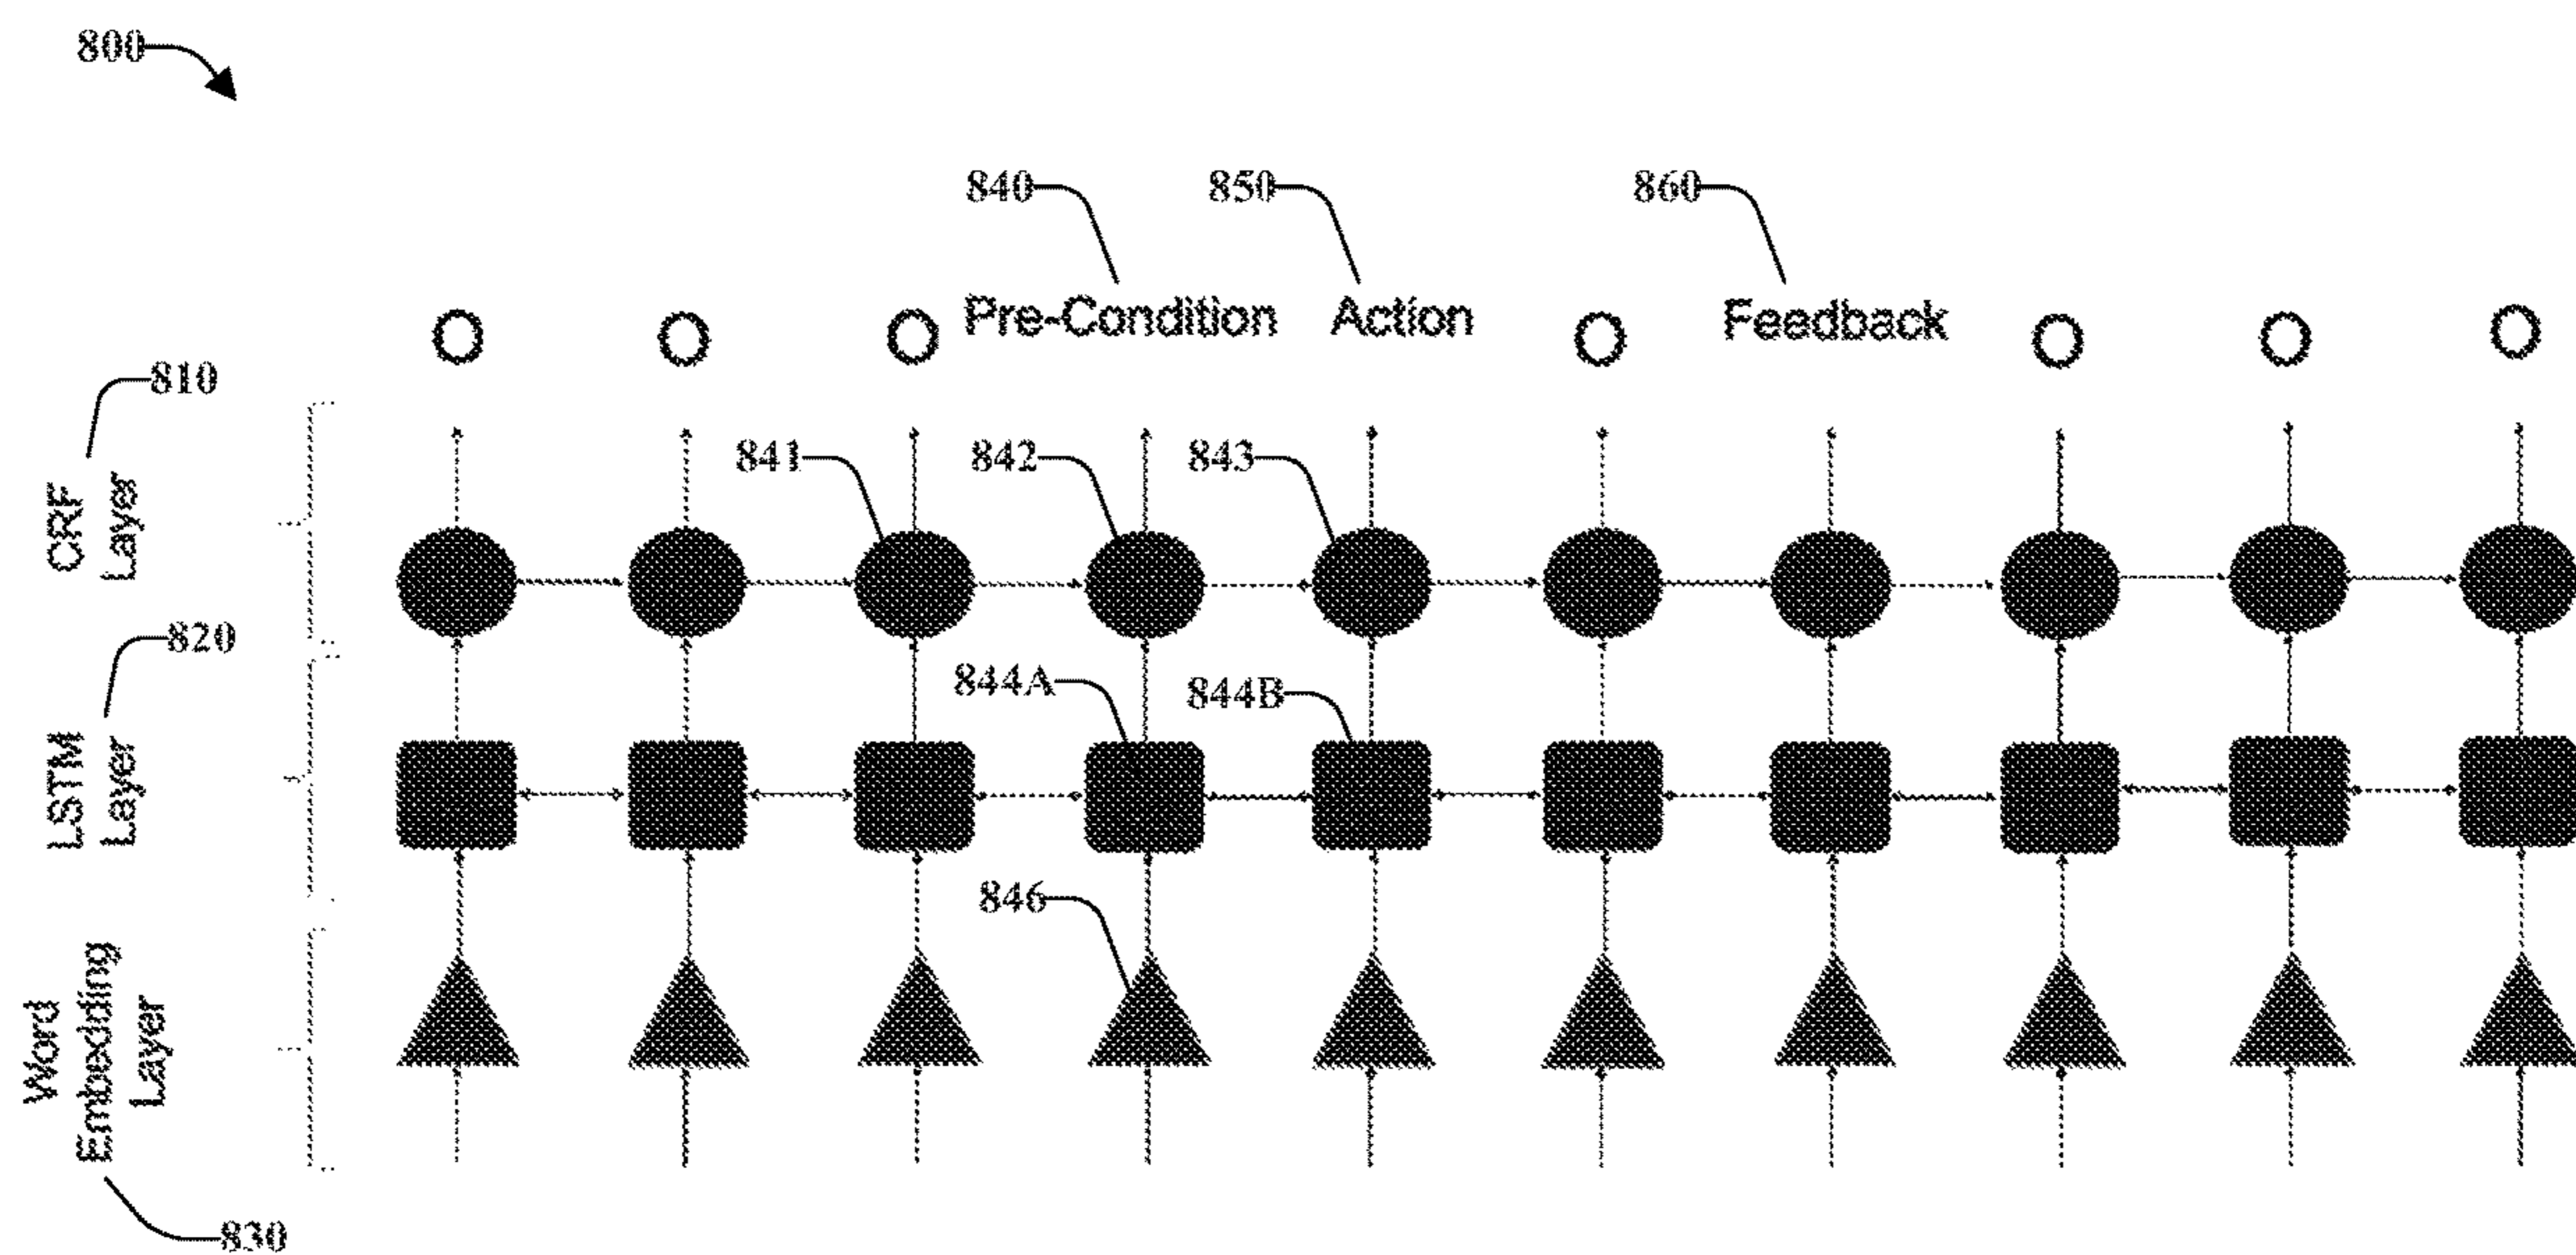 800
840
850
860
O
O
O
Pre-Condition
Action
O
Feedback
O
O
O
810
CRF
Layer
841
842
843
820
LSTM
Layer
844A
844B
846
Word
Embedding
Layer
830